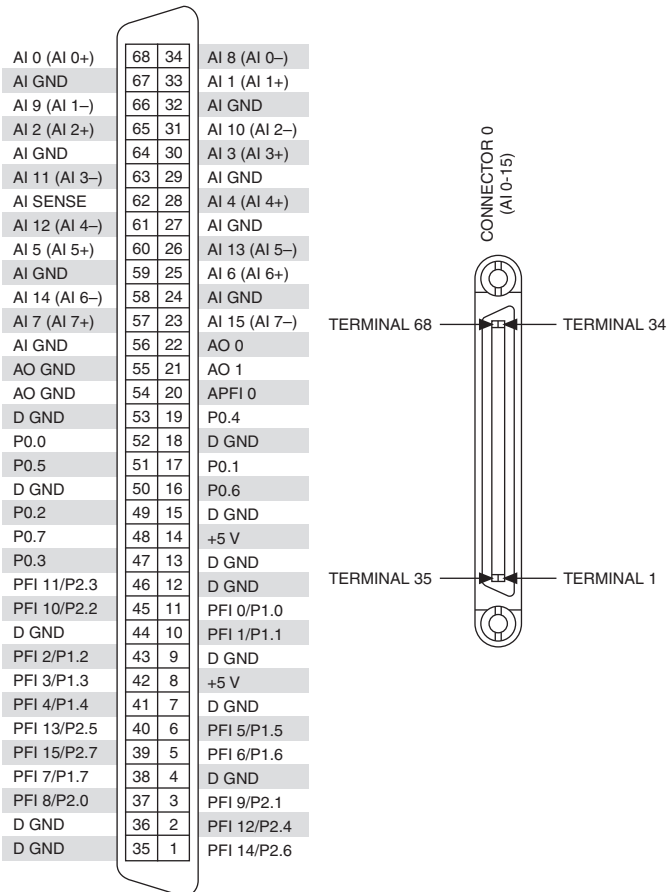 AI 0 (AI 0+) 68 34 AI 8 (AI 0–)
AI GND 67 33 AI 1 (AI 1+)
AI 9 (AI 1–) 66 32 AI GND
AI 2 (AI 2+) 65 31 AI 10 (AI 2–)
AI GND 64 30 AI 3 (AI 3+)
AI 11 (AI 3–) 63 29 AI GND
AI SENSE 62 28 AI 4 (AI 4+)
AI 12 (AI 4–) 61 27 AI GND
AI 5 (AI 5+) 60 26 AI 13 (AI 5–)
AI GND 59 25 AI 6 (AI 6+)
AI 14 (AI 6–) 58 24 AI GND
AI 7 (AI 7+) 57 23 AI 15 (AI 7–)
AI GND 56 22 AO 0
AO GND 55 21 AO 1
AO GND 54 20 APFI 0
D GND 53 19 P0.4
P0.0 52 18 D GND
P0.5 51 17 P0.1
D GND 50 16 P0.6
P0.2 49 15 D GND
P0.7 48 14 +5 V
P0.3 47 13 D GND
PFI 11/P2.3 46 12 D GND
PFI 10/P2.2 45 11 PFI 0/P1.0
D GND 44 10 PFI 1/P1.1
PFI 2/P1.2 43 9 D GND
PFI 3/P1.3 42 8 +5 V
PFI 4/P1.4 41 7 D GND
PFI 13/P2.5 40 6 PFI 5/P1.5
PFI 15/P2.7 39 5 PFI 6/P1.6
PFI 7/P1.7 38 4 D GND
PFI 8/P2.0 37 3 PFI 9/P2.1
D GND 36 2 PFI 12/P2.4
D GND 35 1 PFI 14/P2.6
CONNECTOR 0
(AI 0-15)
TERMINAL 68
TERMINAL 34
TERMINAL 35
TERMINAL 1